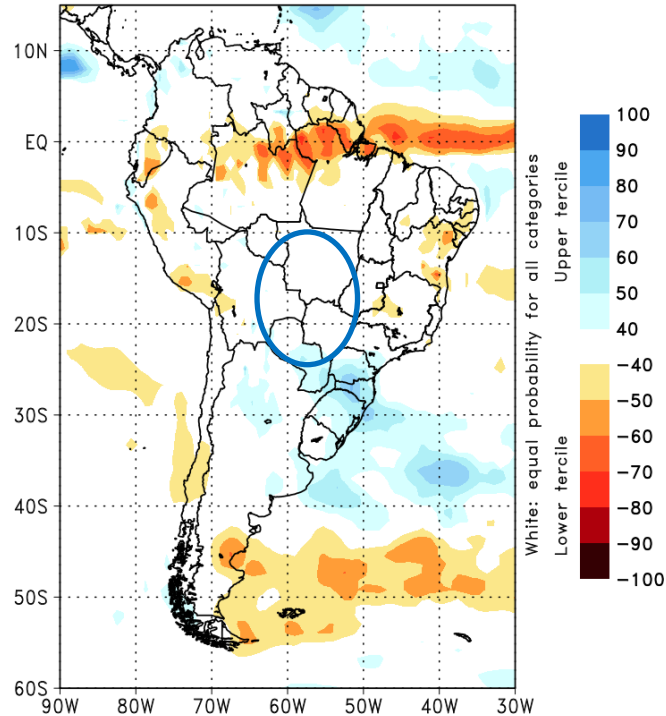 10N
EQ
10S
20S
30S
40S
50S
60S
90W
80W
70W
60W
50W
40W
30W
White: equal probability for all categories
Lower tercile
Upper tercile
100
90
80
70
60
50
40
−40
−50
−60
−70
−80
−90
−100